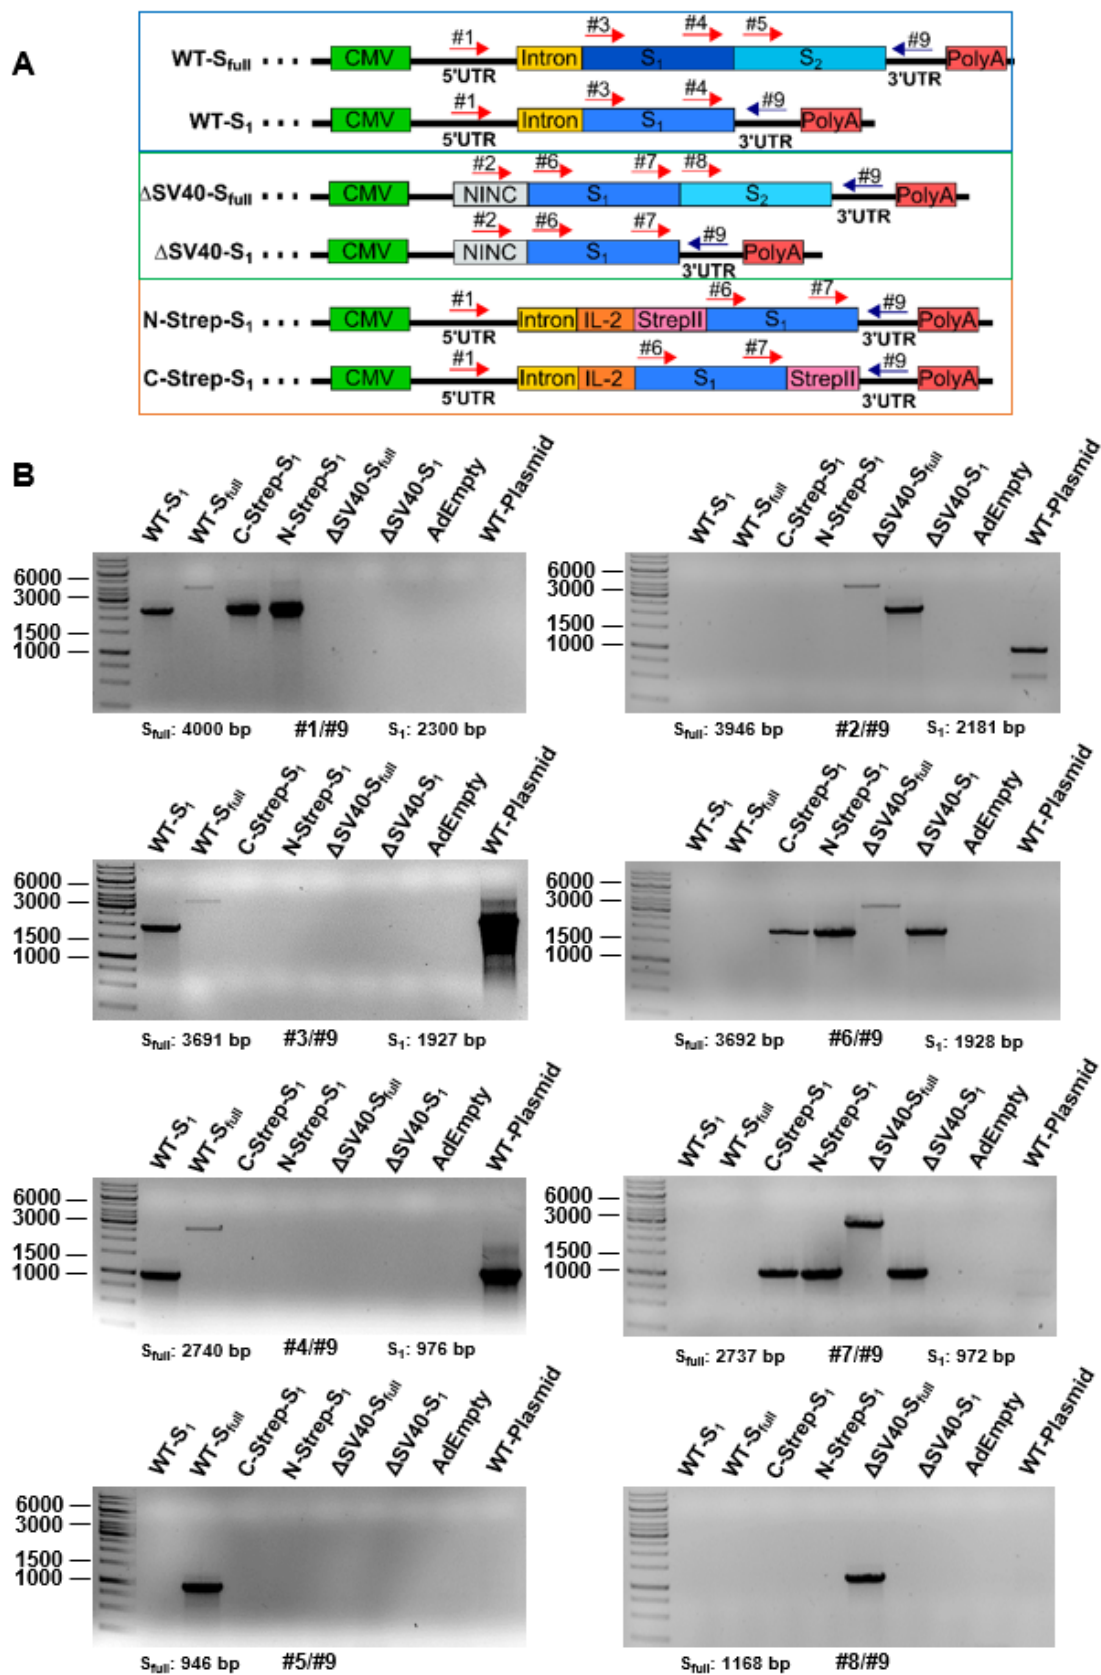 A
WT-Sfull ... CMV #1 5'UTR Intron #3 S1 #4 #5 S2 #9 3'UTR PolyA
WT-S1 ... CMV #1 5'UTR Intron #3 S1 #4 #9 3'UTR PolyA
ΔSV40-Sfull ... CMV #2 NINC #6 S1 #7 #8 S2 #9 3'UTR PolyA
ΔSV40-S1 ... CMV #2 NINC #6 S1 #7 #9 3'UTR PolyA
N-Strep-S1 ... CMV #1 5'UTR Intron IL-2 StrepII #6 S1 #7 #9 3'UTR PolyA
C-Strep-S1 ... CMV #1 5'UTR Intron IL-2 #6 S1 #7 StrepII #9 3'UTR PolyA
B
WT-S1 WT-Sfull C-Strep-S1 N-Strep-S1 ΔSV40-Sfull ΔSV40-S1 AdEmpty WT-Plasmid
6000
3000
1500
1000
Sfull: 4000 bp #1/#9 S1: 2300 bp
WT-S1 WT-Sfull C-Strep-S1 N-Strep-S1 ΔSV40-Sfull ΔSV40-S1 AdEmpty WT-Plasmid
6000
3000
1500
1000
Sfull: 3946 bp #2/#9 S1: 2181 bp
WT-S1 WT-Sfull C-Strep-S1 N-Strep-S1 ΔSV40-Sfull ΔSV40-S1 AdEmpty WT-Plasmid
6000
3000
1500
1000
Sfull: 3691 bp #3/#9 S1: 1927 bp
WT-S1 WT-Sfull C-Strep-S1 N-Strep-S1 ΔSV40-Sfull ΔSV40-S1 AdEmpty WT-Plasmid
6000
3000
1500
1000
Sfull: 3692 bp #6/#9 S1: 1928 bp
WT-S1 WT-Sfull C-Strep-S1 N-Strep-S1 ΔSV40-Sfull ΔSV40-S1 AdEmpty WT-Plasmid
6000
3000
1500
1000
Sfull: 2740 bp #4/#9 S1: 976 bp
WT-S1 WT-Sfull C-Strep-S1 N-Strep-S1 ΔSV40-Sfull ΔSV40-S1 AdEmpty WT-Plasmid
6000
3000
1500
1000
Sfull: 2737 bp #7/#9 S1: 972 bp
WT-S1 WT-Sfull C-Strep-S1 N-Strep-S1 ΔSV40-Sfull ΔSV40-S1 AdEmpty WT-Plasmid
6000
3000
1500
1000
Sfull: 946 bp #5/#9
WT-S1 WT-Sfull C-Strep-S1 N-Strep-S1 ΔSV40-Sfull ΔSV40-S1 AdEmpty WT-Plasmid
Sfull: 1168 bp #8/#9